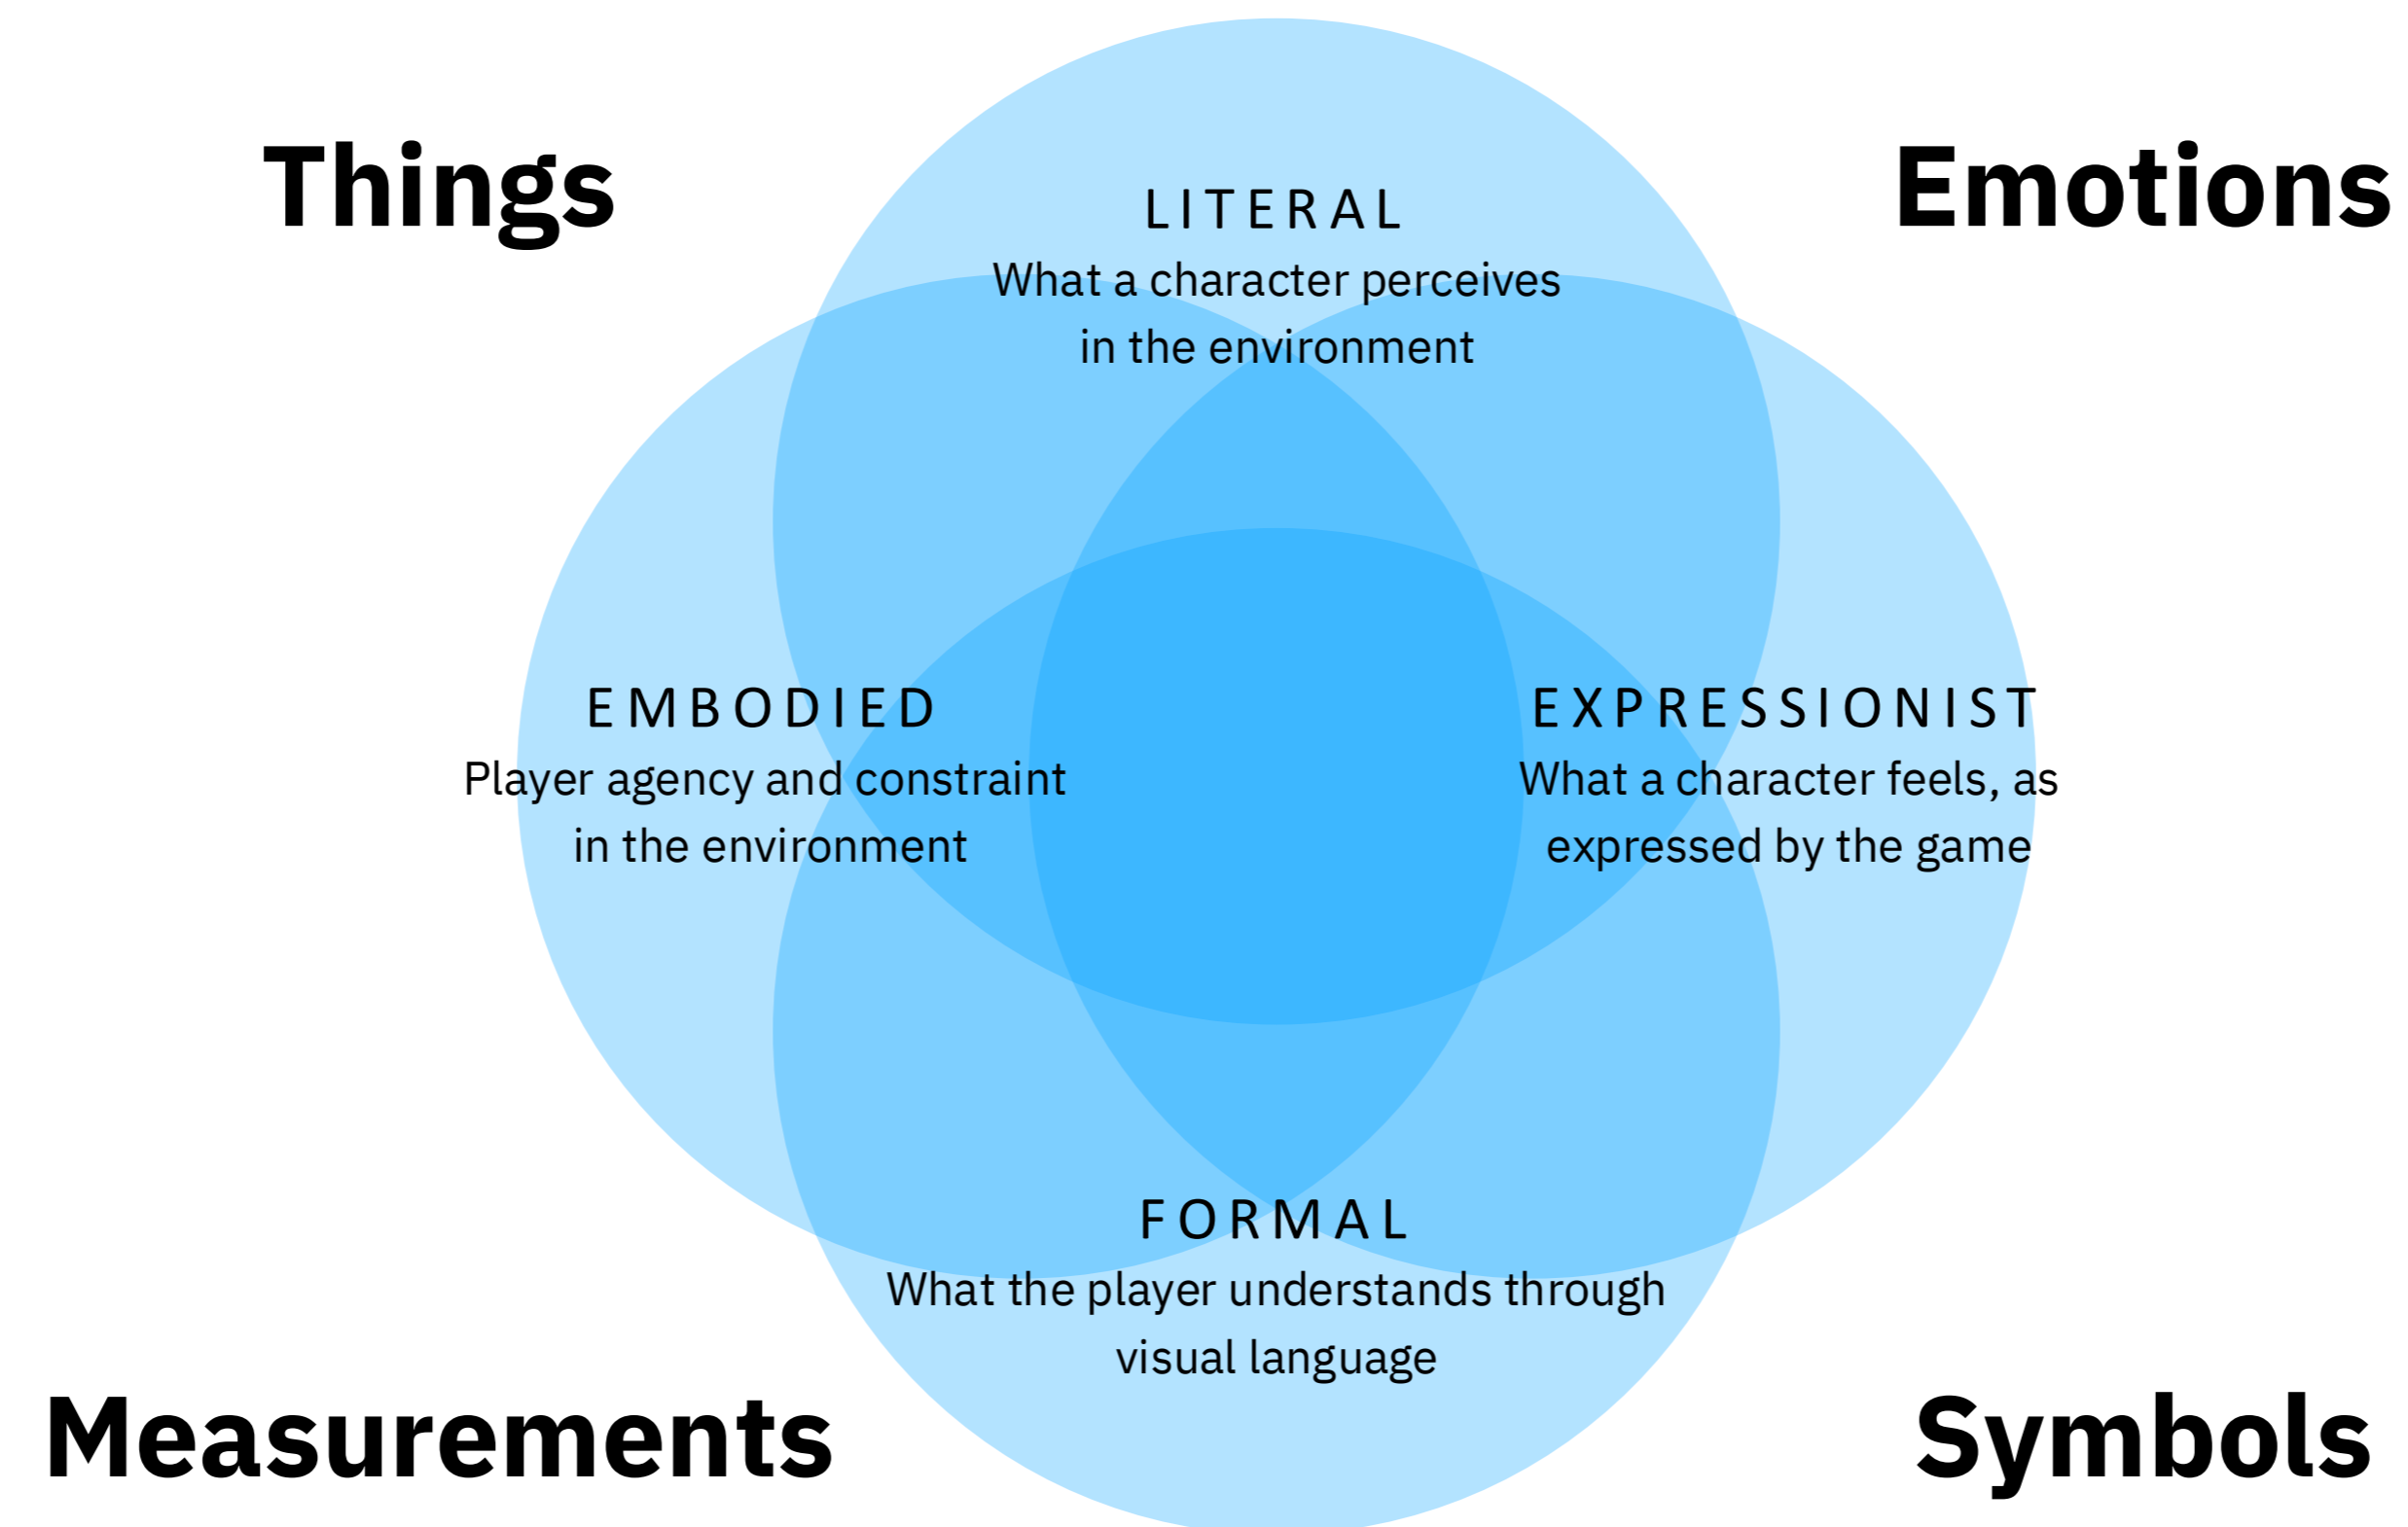 Things
Emotions
LITERAL
What a character perceives
in the environment
EMBODIED
Player agency and constraint
in the environment
EXPRESSIONIST
What a character feels, as
expressed by the game
FORMAL
What the player understands through
visual language
Measurements
Symbols